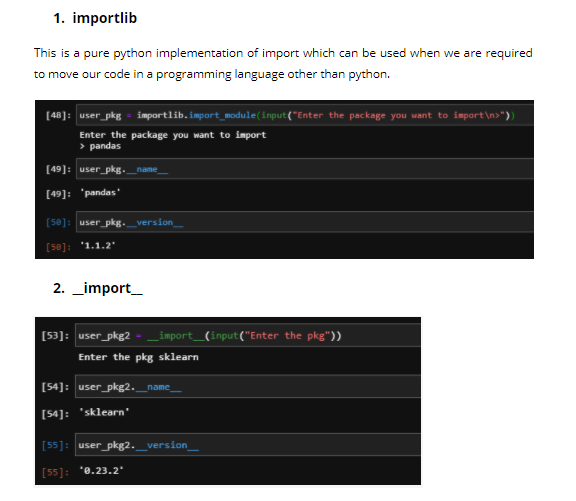 1. importlib
This is a pure python implementation of import which can be used when we are required
to move our code in a programming language other than python.
[48]: user_pkg = importlib.import_module(input("Enter the package you want to import\n>"))
Enter the package you want to import
> pandas
[49]: user_pkg.__name__
[49]: 'pandas'
[50]: user_pkg.__version__
[50]: '1.1.2'
2. __import__
[53]: user_pkg2 = __import__(input("Enter the pkg"))
Enter the pkg sklearn
[54]: user_pkg2.__name__
[54]: 'sklearn'
[55]: user_pkg2.__version__
[55]: '0.23.2'